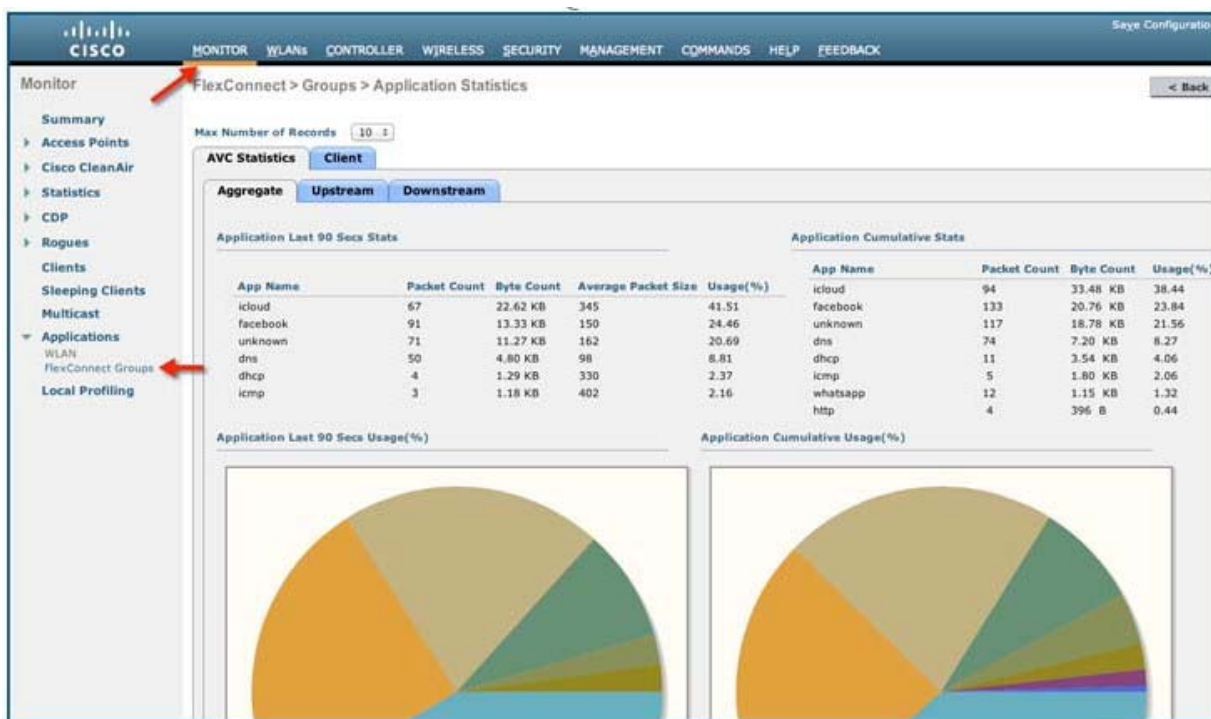 Save Configuration
CISCO
MONITOR WLANs CONTROLLER WIRELESS SECURITY MANAGEMENT COMMANDS HELP FEEDBACK
Monitor
Summary
Access Points
Cisco CleanAir
Statistics
CDP
Rogues
Clients
Sleeping Clients
Multicast
Applications
WLAN
FlexConnect Groups
Local Profiling
FlexConnect > Groups > Application Statistics
< Back
Max Number of Records 10
AVC Statistics Client
Aggregate Upstream Downstream
Application Last 90 Secs Stats
App Name Packet Count Byte Count Average Packet Size Usage(%)
icloud 67 22.62 KB 345 41.51
facebook 91 13.33 KB 150 24.46
unknown 71 11.27 KB 162 20.69
dns 50 4.80 KB 98 8.81
dhcp 4 1.29 KB 330 2.37
icmp 3 1.18 KB 402 2.16
Application Cumulative Stats
App Name Packet Count Byte Count Usage(%)
icloud 94 33.48 KB 38.44
facebook 133 20.76 KB 23.84
unknown 117 18.78 KB 21.56
dns 74 7.20 KB 8.27
dhcp 11 3.54 KB 4.06
icmp 5 1.80 KB 2.06
whatsapp 12 1.15 KB 1.32
http 4 396 B 0.44
Application Last 90 Secs Usage(%)
Application Cumulative Usage(%)